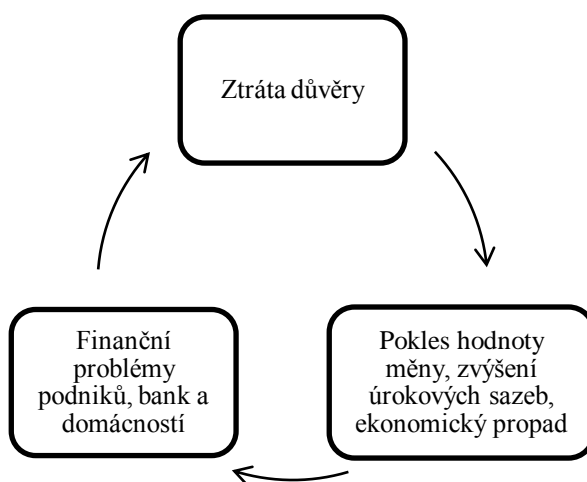 Ztráta důvěry
Finanční
problémy
podniků, bank a
domácností
Pokles hodnoty
měny, zvýšení
úrokových sazeb,
ekonomický propad